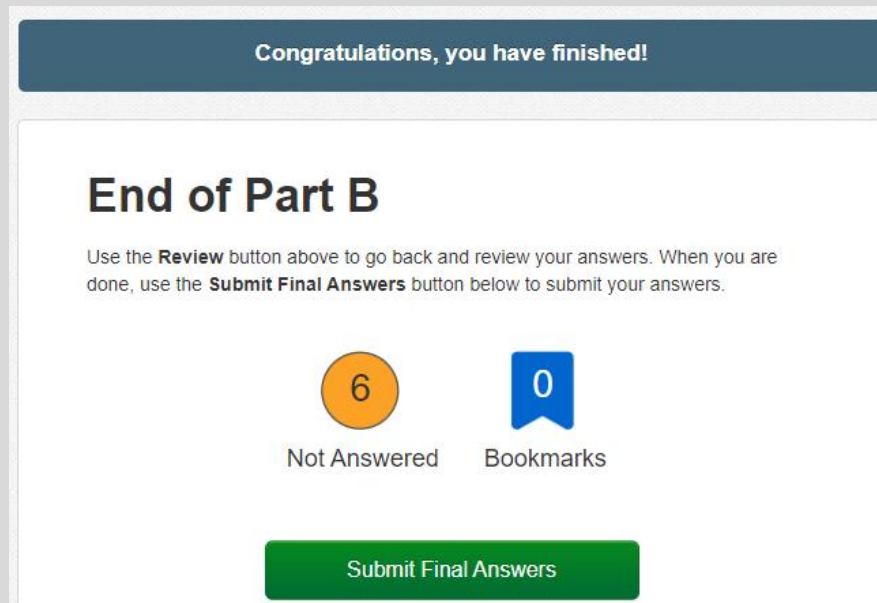 Congratulations, you have finished!
End of Part B
Use the Review button above to go back and review your answers. When you are
done, use the Submit Final Answers button below to submit your answers.
6
0
Not Answered
Bookmarks
Submit Final Answers